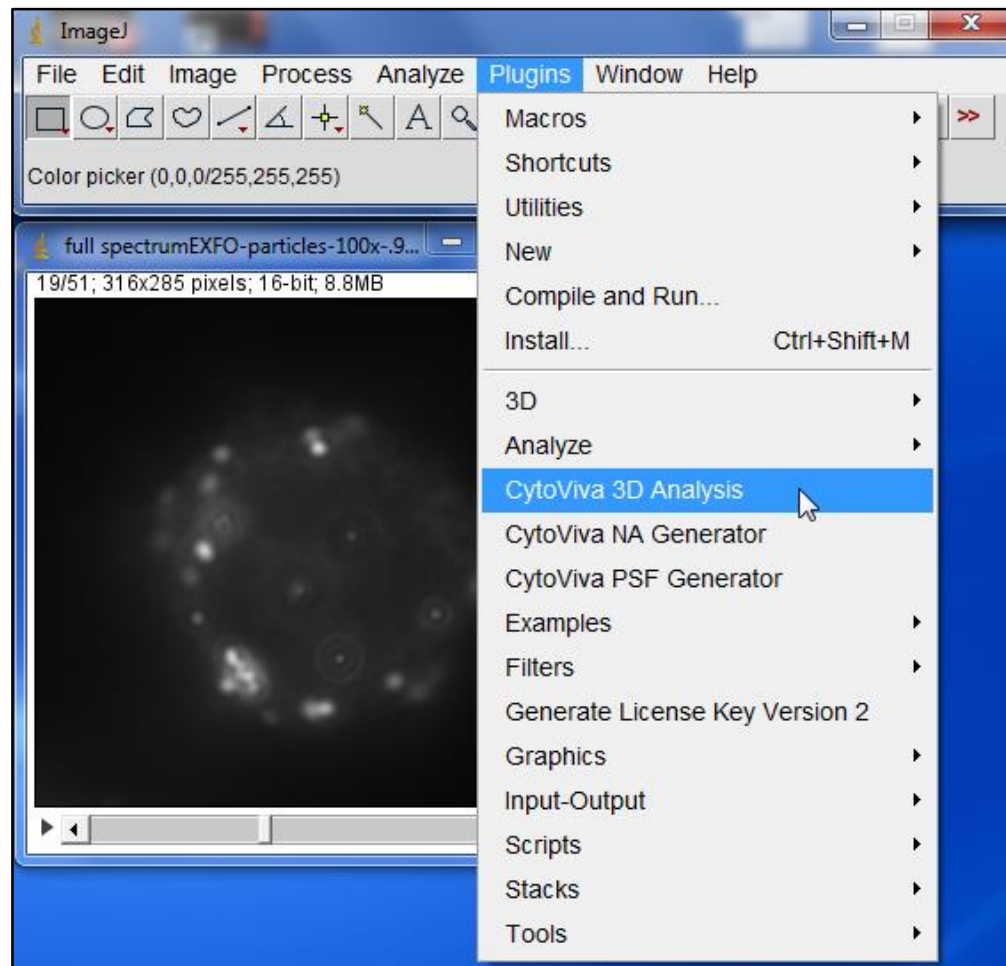 ImageJ
File Edit Image Process Analyze Plugins Window Help
A >>
Color picker (0,0,0/255,255,255)
full spectrumEXFO-particles-100x-.9...
19/51; 316x285 pixels; 16-bit; 8.8MB
Macros
Shortcuts
Utilities
New
Compile and Run...
Install... Ctrl+Shift+M
3D
Analyze
CytoViva 3D Analysis
CytoViva NA Generator
CytoViva PSF Generator
Examples
Filters
Generate License Key Version 2
Graphics
Input-Output
Scripts
Stacks
Tools